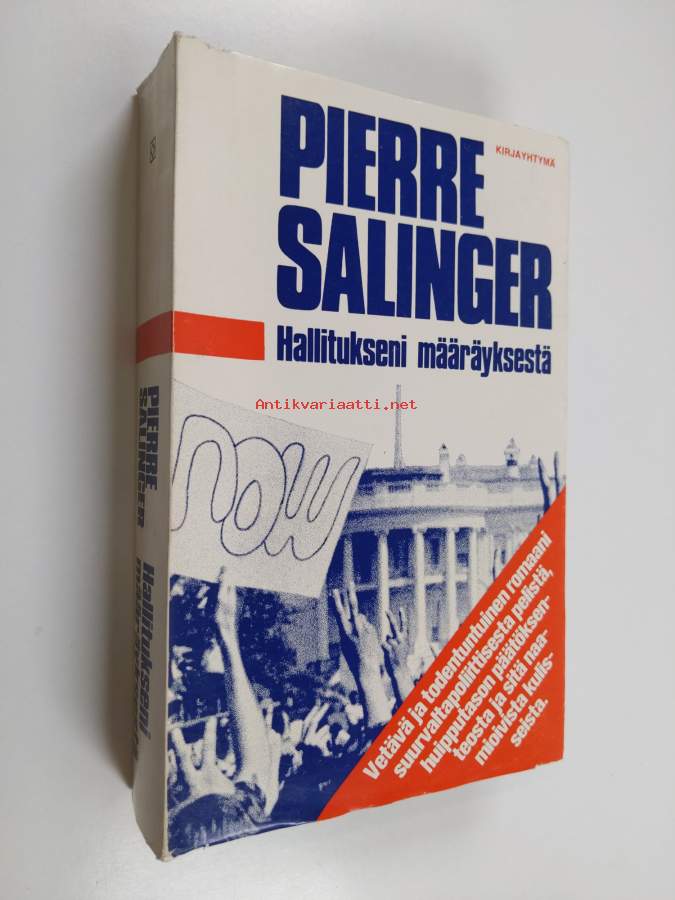 PIERRE
SALINGER
KIRJAYHTYMÄ
Hallitukseni määräyksestä
Antikvariaatti.net
now
Vetävä ja todentuntuinen romaani
suurvaltapoliittisesta pelistä,
huipputason päätöksen-
teosta ja sitä naa-
mioivista kulis-
seista.
PIERRE
SALINGER
Hallitukseni
määräyksestä